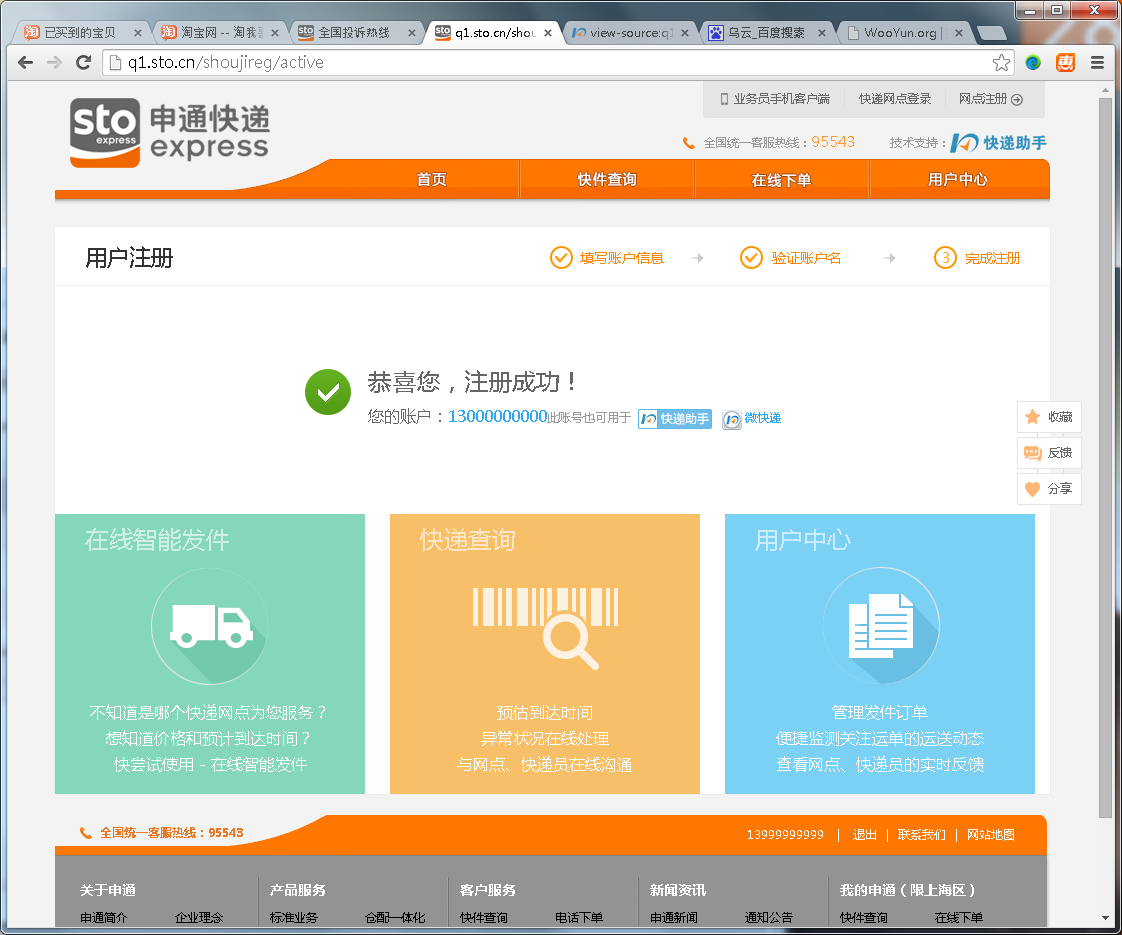 已买到的宝贝
淘宝网 -- 淘我喜
全国投诉热线
q1.sto.cn/shou
view-source:q1
乌云_百度搜索
WooYun.org |
q1.sto.cn/shoujireg/active
惠
业务员手机客户端 快递网点登录 网点注册
sto express 申通快递 express
全国统一客服热线：95543 技术支持： 快递助手
首页 快件查询 在线下单 用户中心
用户注册 填写账户信息 验证账户名 3 完成注册
恭喜您，注册成功！
您的账户：13000000000此账号也可用于 快递助手 微快递
收藏
反馈
分享
在线智能发件 快递查询 用户中心
不知道是哪个快递网点为您服务？ 预估到达时间 管理发件订单
想知道价格和预计到达时间？ 异常状况在线处理 便捷监测关注运单的运送动态
快尝试使用 - 在线智能发件 与网点、快递员在线沟通 查看网点、快递员的实时反馈
全国统一客服热线：95543 13999999999 | 退出 | 联系我们 | 网站地图
关于申通 产品服务 客户服务 新闻资讯 我的申通（限上海区）
申通简介 企业理念 标准业务 仓配一体化 快件查询 电话下单 申通新闻 通知公告 快件查询 在线下单